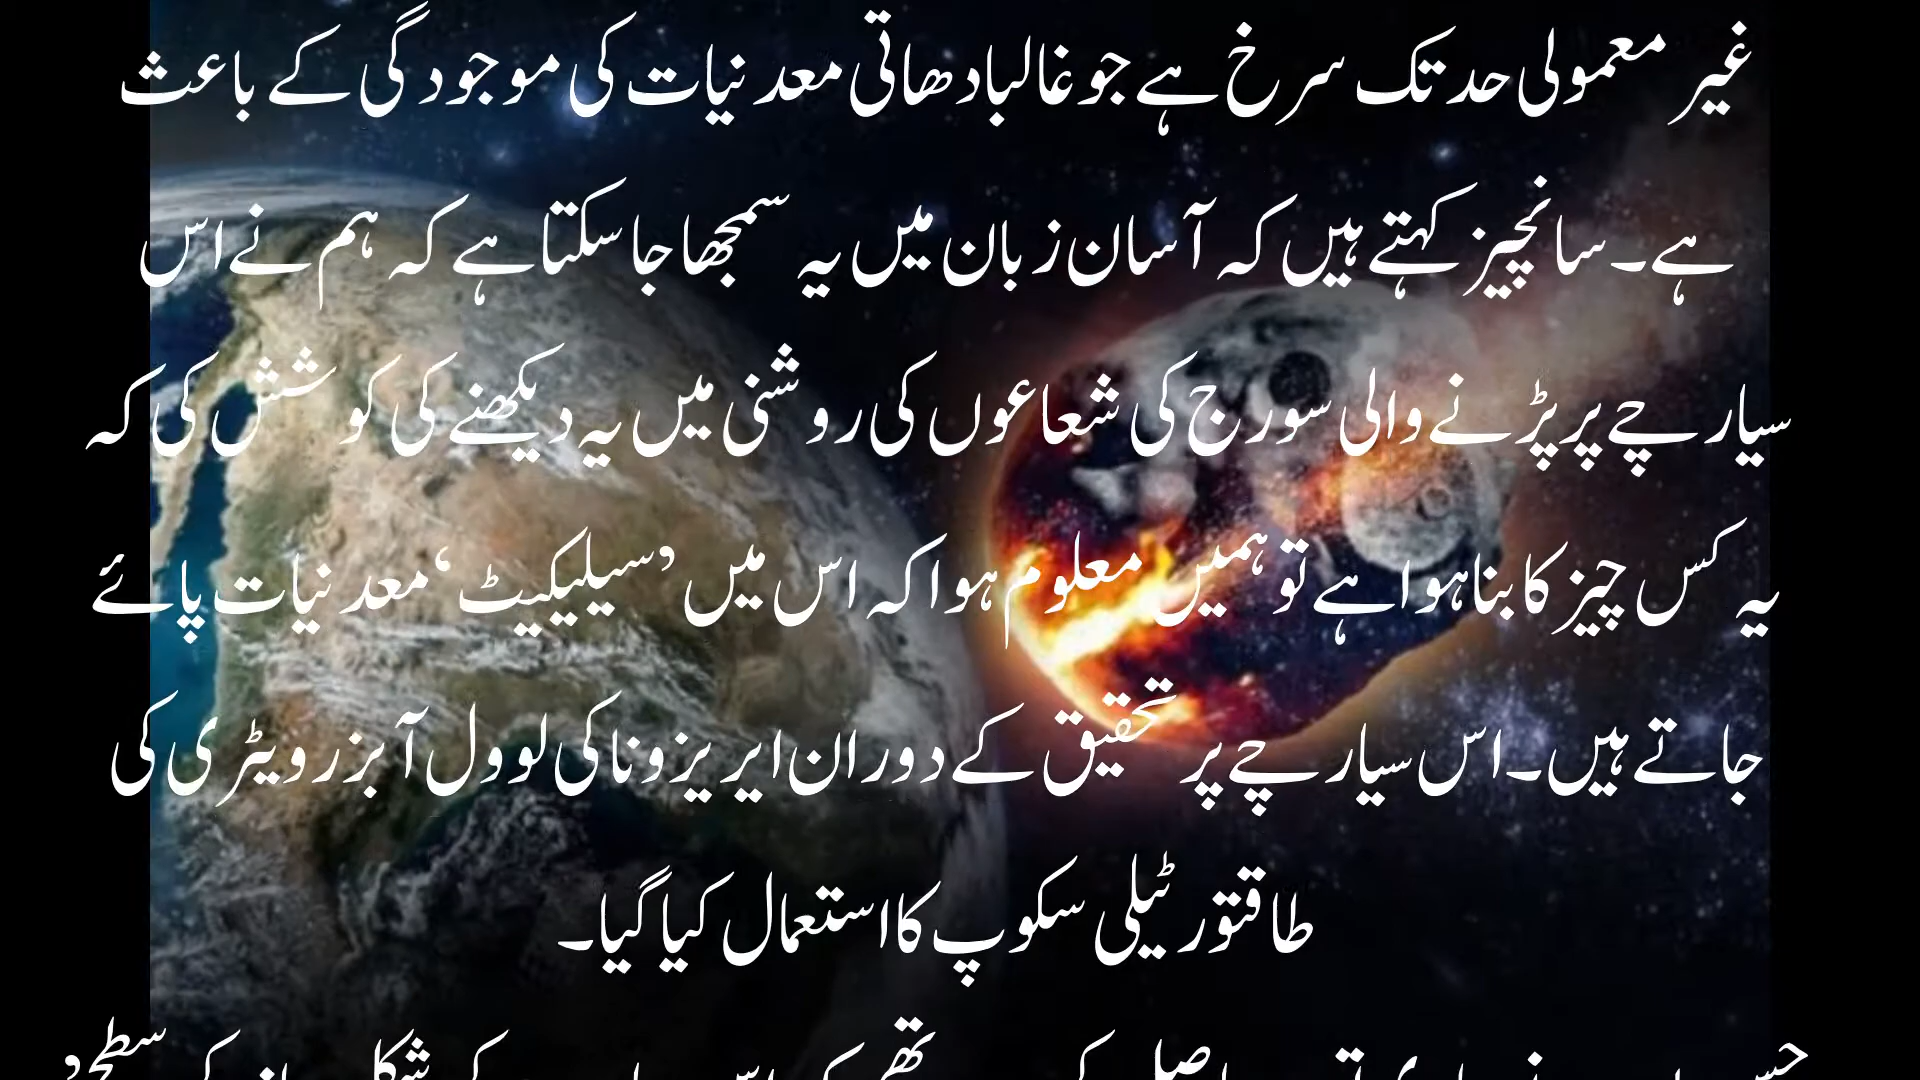 غیر معمولی حد تک سرخ ہے جو غالبا دھاتی معدنیات کی موجودگی کے باعث
ہے۔ سانچیز کہتے ہیں کہ آسان زبان میں یہ سمجھا جا سکتا ہے کہ ہم نے اس
سیارچے پر پڑنے والی سورج کی شعاعوں کی روشنی میں یہ دیکھنے کی کوشش کی کہ
یہ کس چیز کا بنا ہوا ہے تو ہمیں معلوم ہوا کہ اس میں ’سیلیکیٹ‘ معدنیات پائے
جاتے ہیں۔ اس سیارچے پر تحقیق کے دوران ایریزونا کی لوول آبزرویٹری کی
طاقتور ٹیلی سکوپ کا استعمال کیا گیا۔